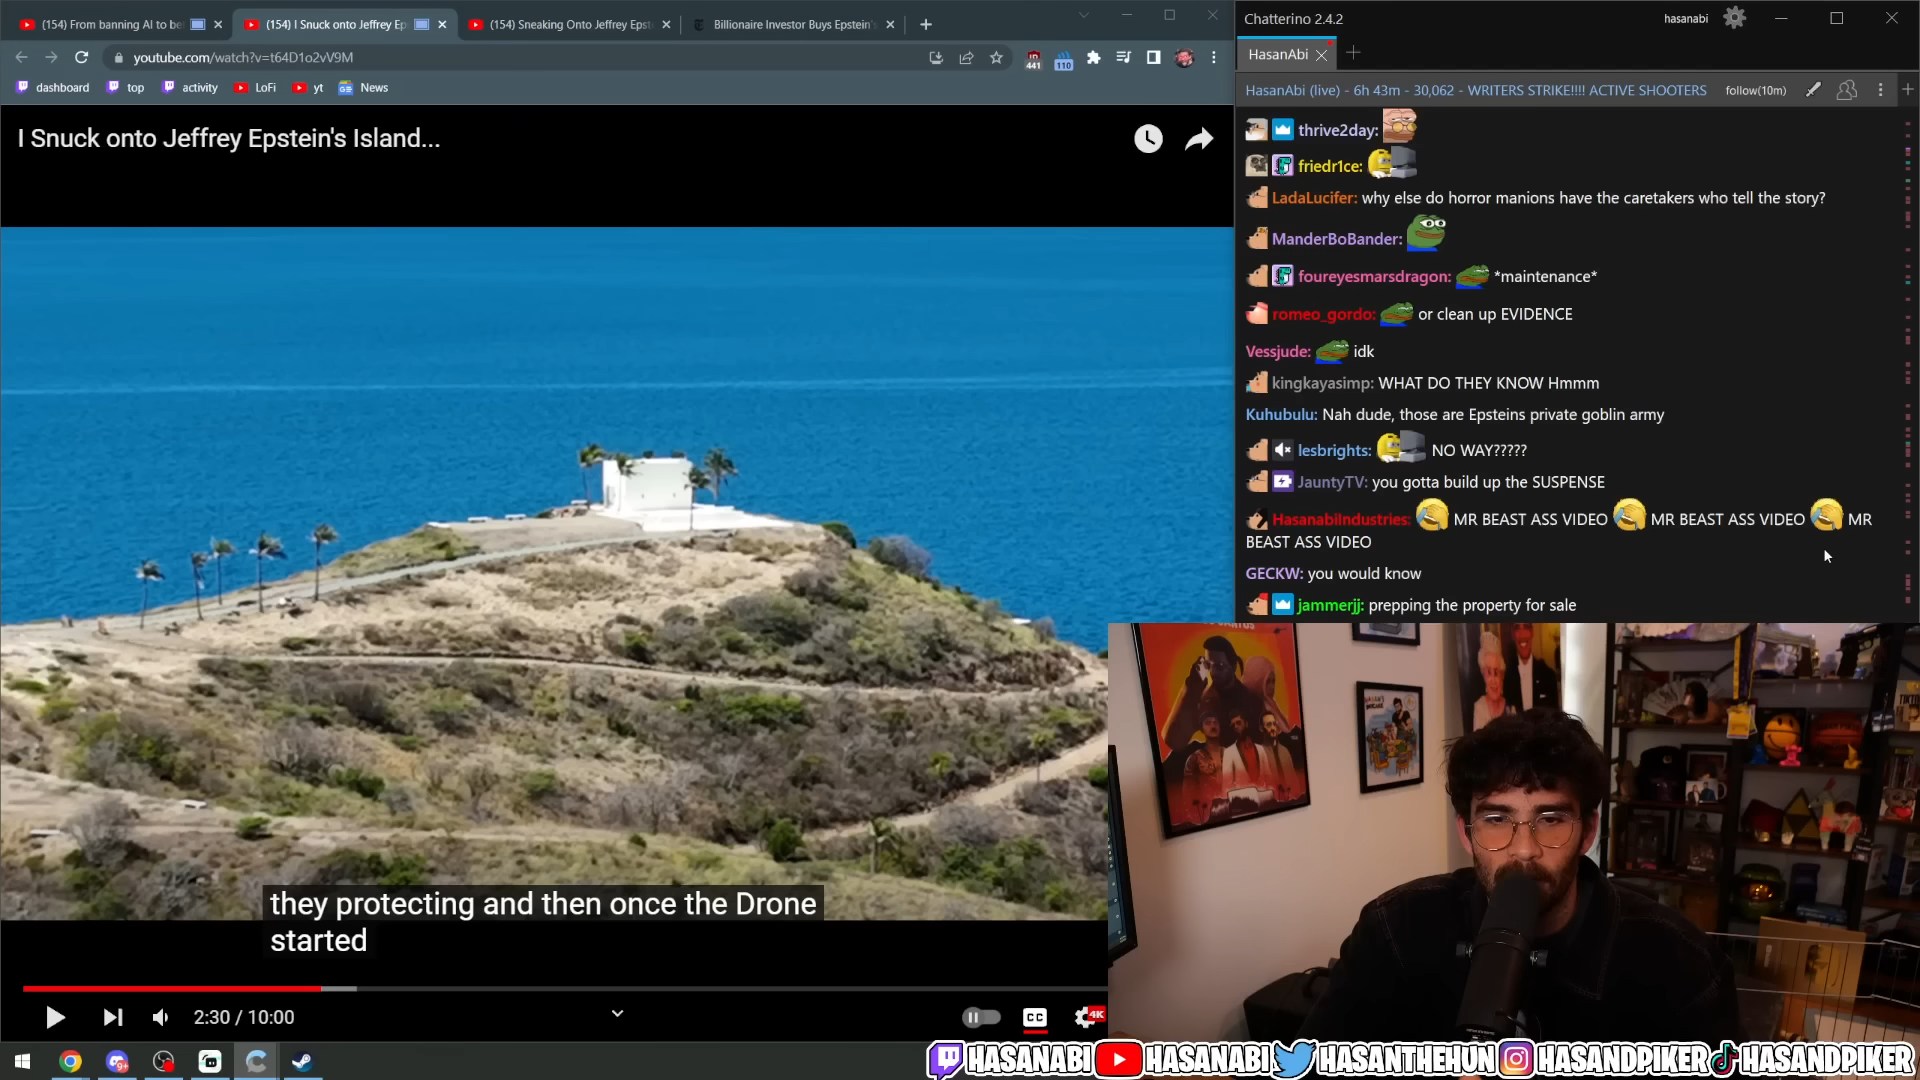 (154) From banning AI to be
(154) I Snuck onto Jeffrey Ep
(154) Sneaking Onto Jeffrey Epst
Billionaire Investor Buys Epstein'
youtube.com/watch?v=t64D1o2vV9M
441
110
dashboard
top
activity
LoFi
yt
News
I Snuck onto Jeffrey Epstein's Island...
they protecting and then once the Drone
started
2:30 / 10:00
CC
4K
Chatterino 2.4.2
hasanabi
HasanAbi
HasanAbi (live) - 6h 43m - 30,062 - WRITERS STRIKE!!!! ACTIVE SHOOTERS
follow(10m)
thrive2day:
friedr1ce:
LadaLucifer: why else do horror manions have the caretakers who tell the story?
ManderBoBander:
foureyesmarsdragon: *maintenance*
romeo_gordo: or clean up EVIDENCE
Vessjude: idk
kingkayasimp: WHAT DO THEY KNOW Hmmm
Kuhubulu: Nah dude, those are Epsteins private goblin army
lesbrights: NO WAY?????
JauntyTV: you gotta build up the SUSPENSE
HasanabiIndustries: MR BEAST ASS VIDEO MR BEAST ASS VIDEO MR
BEAST ASS VIDEO
GECKW: you would know
jammerjj: prepping the property for sale
HASANABI HASANABI HASANTHEHUN HASANDPIKER HASANDPIKER